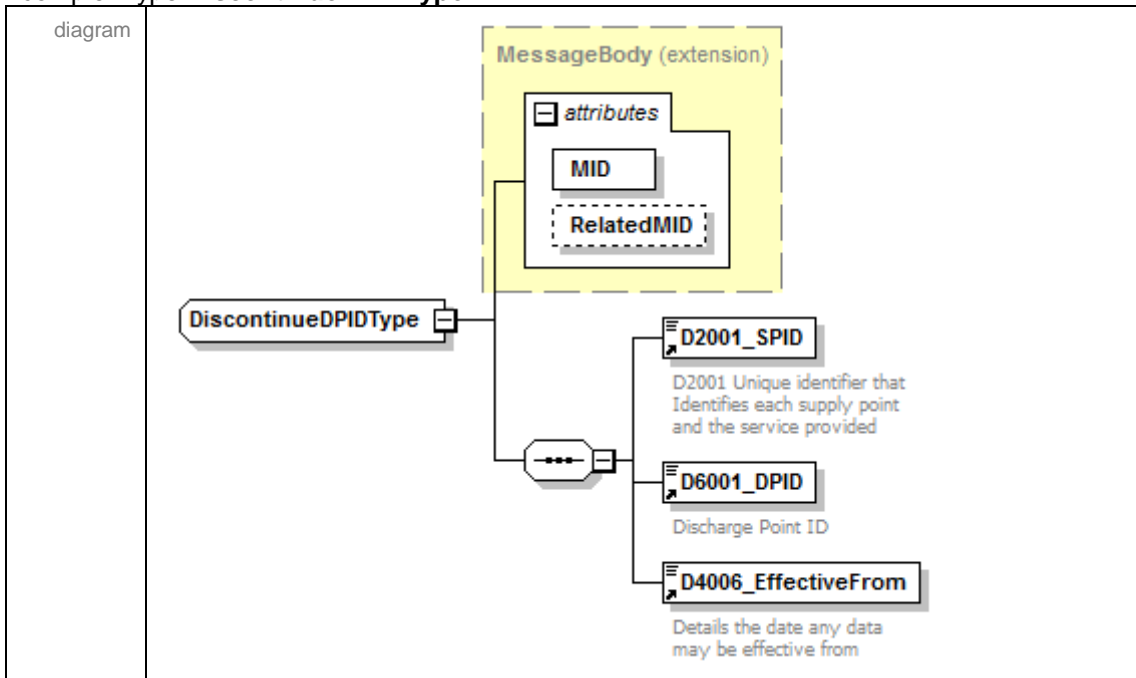 diagram
MessageBody (extension)
attributes
MID
RelatedMID
DiscontinueDPIDType
D2001_SPID
D2001 Unique identifier that
Identifies each supply point
and the service provided
D6001_DPID
Discharge Point ID
D4006_EffectiveFrom
Details the date any data
may be effective from